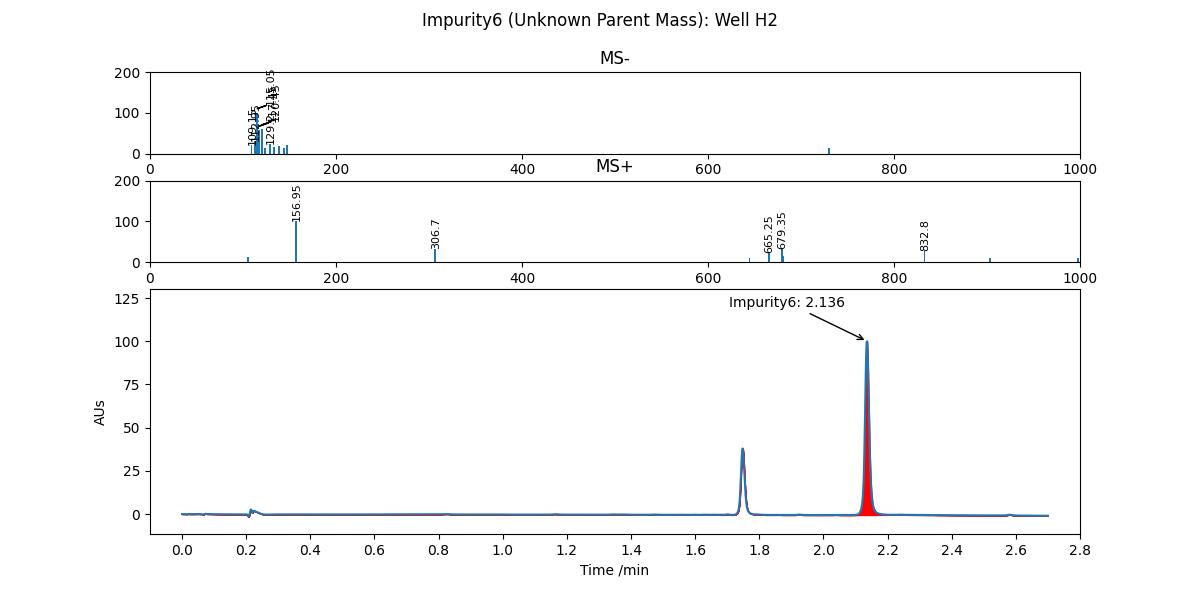 Impurity6 (Unknown Parent Mass): Well H2
MS-
200
100
0
109.15
115.05
0 200 400 600 800 1000
MS+
200
100
0
156.95
306.7
665.25
679.35
832.8
0 200 400 600 800 1000
125
100
75
50
25
0
AUs
Impurity6: 2.136
0.0 0.2 0.4 0.6 0.8 1.0 1.2 1.4 1.6 1.8 2.0 2.2 2.4 2.6 2.8
Time /min